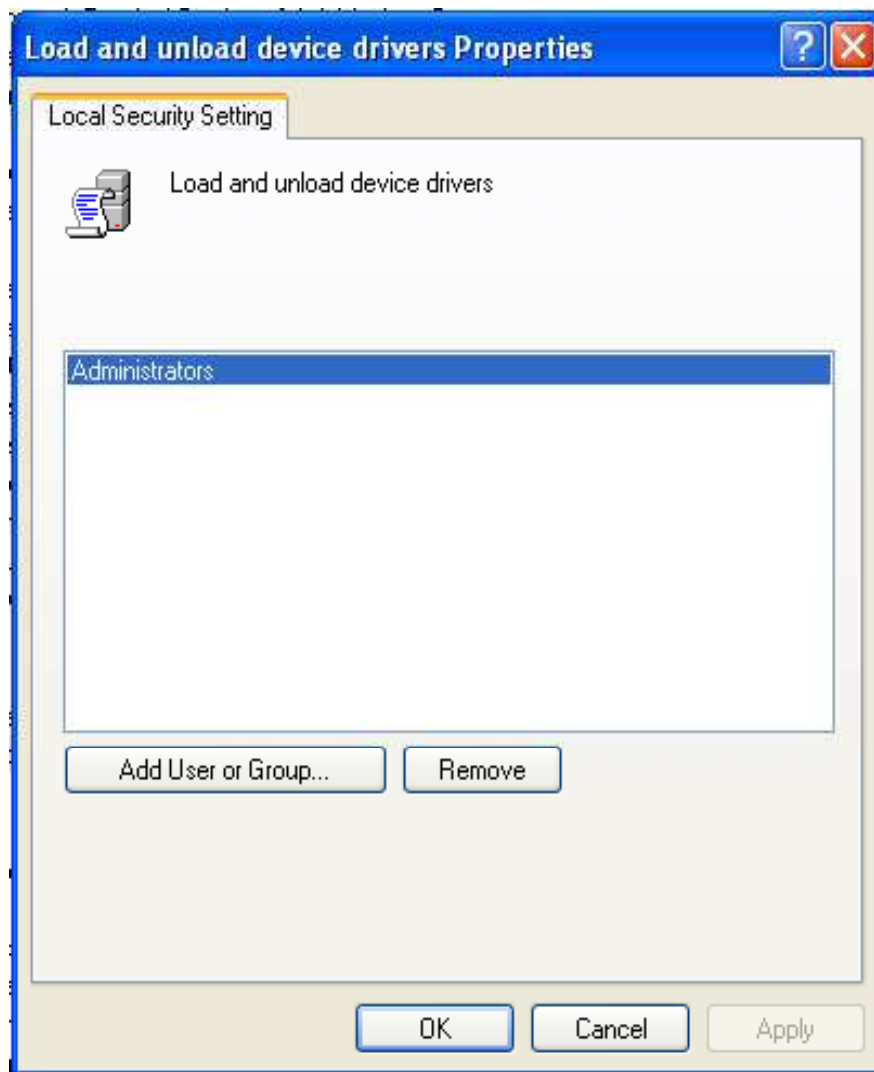 Load and unload device drivers Properties
?
Local Security Setting
Load and unload device drivers
Administrators
Add User or Group...
Remove
OK
Cancel
Apply